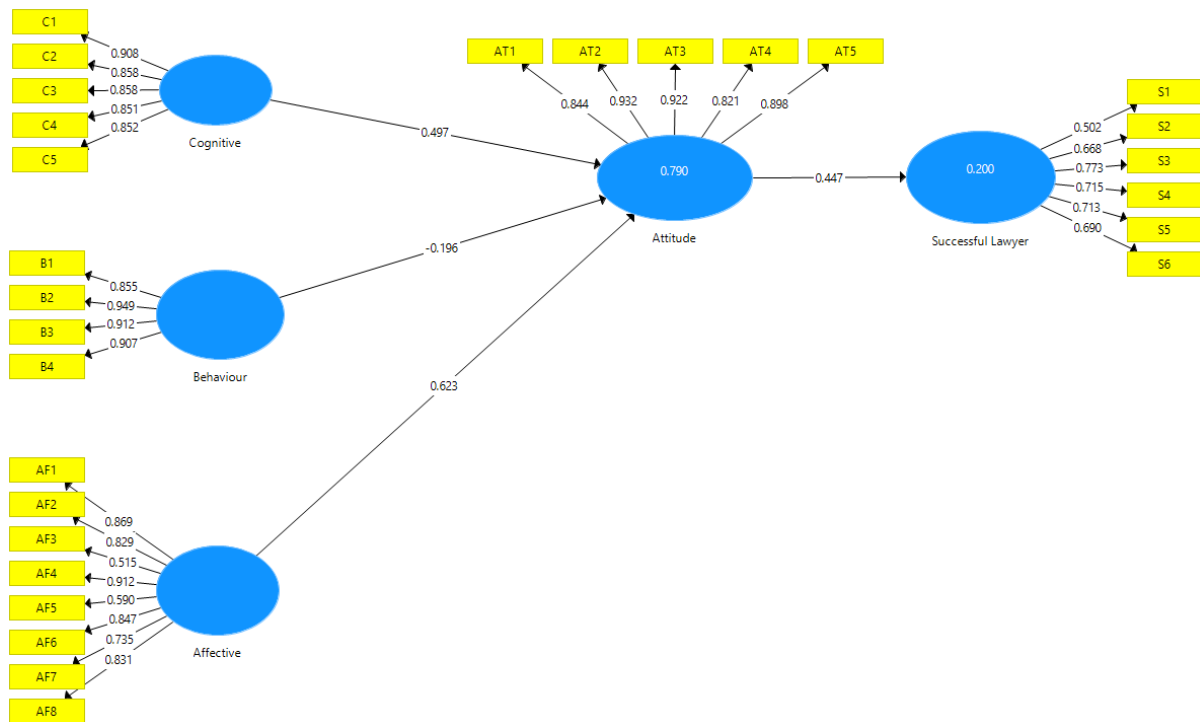 C1
C2
C3
C4
C5
0.908
0.858
0.858
0.851
0.852
Cognitive
B1
B2
B3
B4
0.855
0.949
0.912
0.907
Behaviour
AF1
AF2
AF3
AF4
AF5
AF6
AF7
AF8
0.869
0.829
0.515
0.912
0.590
0.847
0.735
0.831
Affective
0.497
-0.196
0.623
AT1
AT2
AT3
AT4
AT5
0.844
0.932
0.922
0.821
0.898
0.790
Attitude
0.447
0.200
Successful Lawyer
0.502
0.668
0.773
0.715
0.713
0.690
S1
S2
S3
S4
S5
S6